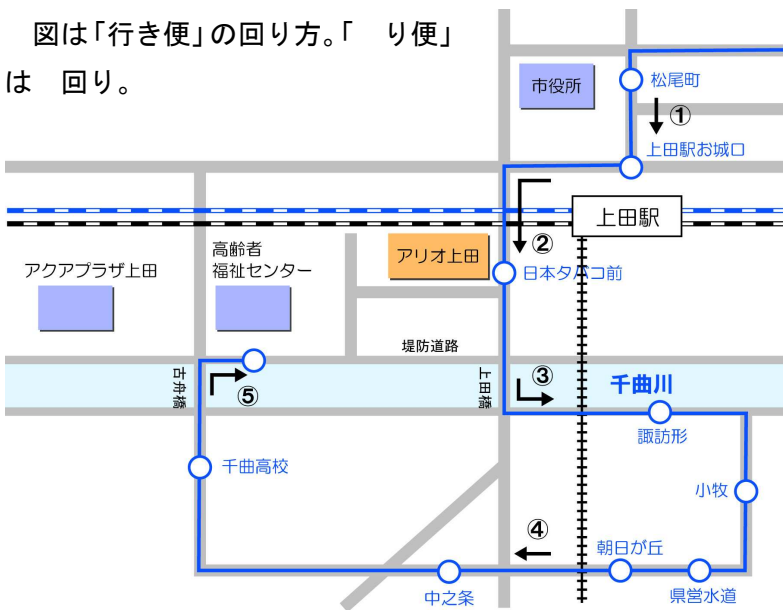 図は｢行き便｣の回り方。｢　り便｣
は　回り。
市役所
松尾町
①
上田駅お城口
上田駅
②
高齢者
福祉センター
アクアプラザ上田
アリオ上田
日本タバコ前
堤防道路
古舟橋
上田橋
⑤
③
千曲川
諏訪形
千曲高校
小牧
④
朝日が丘
中之条
県営水道